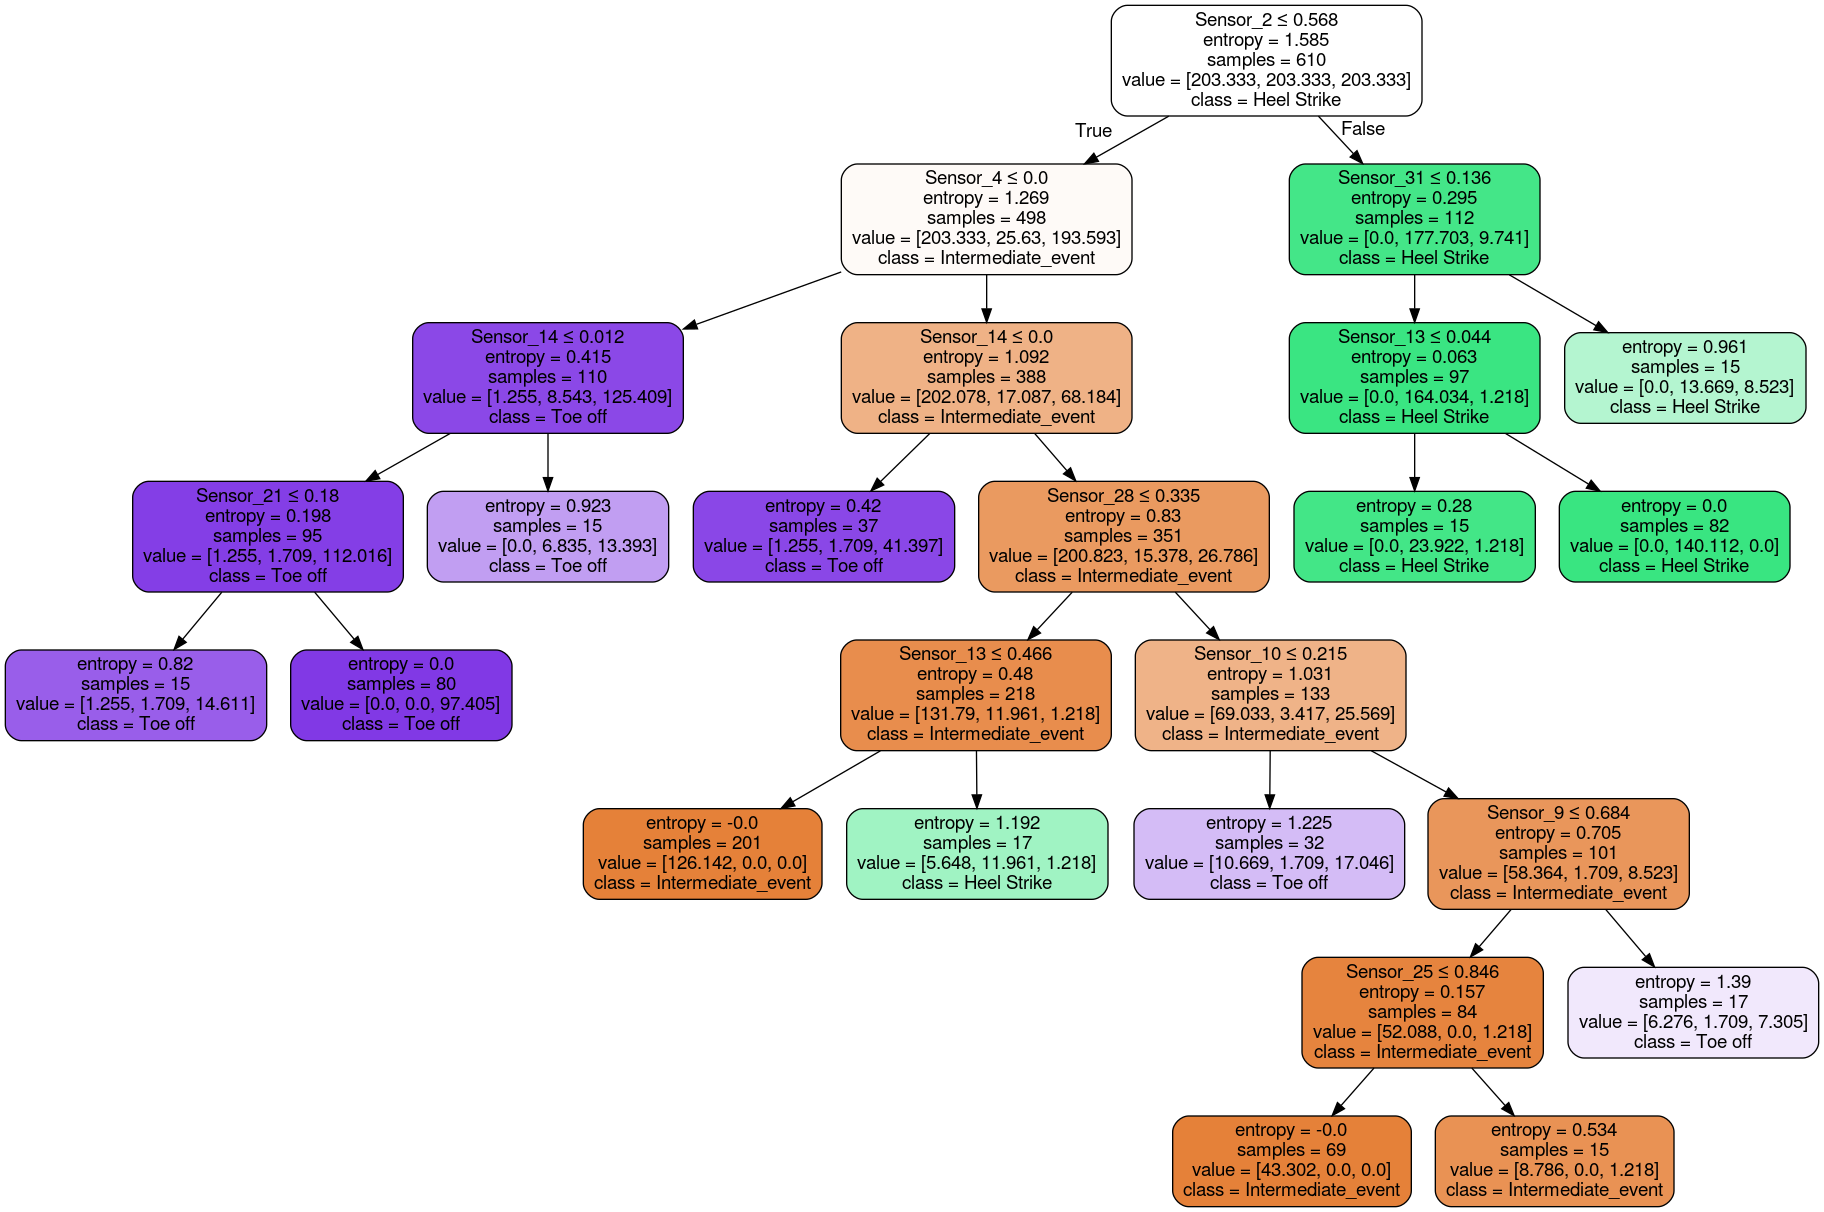 Sensor_2 ≤ 0.568
entropy = 1.585
samples = 610
value = [203.333, 203.333, 203.333]
class = Heel Strike
True
False
Sensor_4 ≤ 0.0
entropy = 1.269
samples = 498
value = [203.333, 25.63, 193.593]
class = Intermediate_event
Sensor_31 ≤ 0.136
entropy = 0.295
samples = 112
value = [0.0, 177.703, 9.741]
class = Heel Strike
Sensor_14 ≤ 0.012
entropy = 0.415
samples = 110
value = [1.255, 8.543, 125.409]
class = Toe off
Sensor_14 ≤ 0.0
entropy = 1.092
samples = 388
value = [202.078, 17.087, 68.184]
class = Intermediate_event
Sensor_13 ≤ 0.044
entropy = 0.063
samples = 97
value = [0.0, 164.034, 1.218]
class = Heel Strike
entropy = 0.961
samples = 15
value = [0.0, 13.669, 8.523]
class = Heel Strike
Sensor_21 ≤ 0.18
entropy = 0.198
samples = 95
value = [1.255, 1.709, 112.016]
class = Toe off
entropy = 0.923
samples = 15
value = [0.0, 6.835, 13.393]
class = Toe off
entropy = 0.42
samples = 37
value = [1.255, 1.709, 41.397]
class = Toe off
Sensor_28 ≤ 0.335
entropy = 0.83
samples = 351
value = [200.823, 15.378, 26.786]
class = Intermediate_event
entropy = 0.28
samples = 15
value = [0.0, 23.922, 1.218]
class = Heel Strike
entropy = 0.0
samples = 82
value = [0.0, 140.112, 0.0]
class = Heel Strike
entropy = 0.82
samples = 15
value = [1.255, 1.709, 14.611]
class = Toe off
entropy = 0.0
samples = 80
value = [0.0, 0.0, 97.405]
class = Toe off
Sensor_13 ≤ 0.466
entropy = 0.48
samples = 218
value = [131.79, 11.961, 1.218]
class = Intermediate_event
Sensor_10 ≤ 0.215
entropy = 1.031
samples = 133
value = [69.033, 3.417, 25.569]
class = Intermediate_event
entropy = -0.0
samples = 201
value = [126.142, 0.0, 0.0]
class = Intermediate_event
entropy = 1.192
samples = 17
value = [5.648, 11.961, 1.218]
class = Heel Strike
entropy = 1.225
samples = 32
value = [10.669, 1.709, 17.046]
class = Toe off
Sensor_9 ≤ 0.684
entropy = 0.705
samples = 101
value = [58.364, 1.709, 8.523]
class = Intermediate_event
Sensor_25 ≤ 0.846
entropy = 0.157
samples = 84
value = [52.088, 0.0, 1.218]
class = Intermediate_event
entropy = 1.39
samples = 17
value = [6.276, 1.709, 7.305]
class = Toe off
entropy = -0.0
samples = 69
value = [43.302, 0.0, 0.0]
class = Intermediate_event
entropy = 0.534
samples = 15
value = [8.786, 0.0, 1.218]
class = Intermediate_event